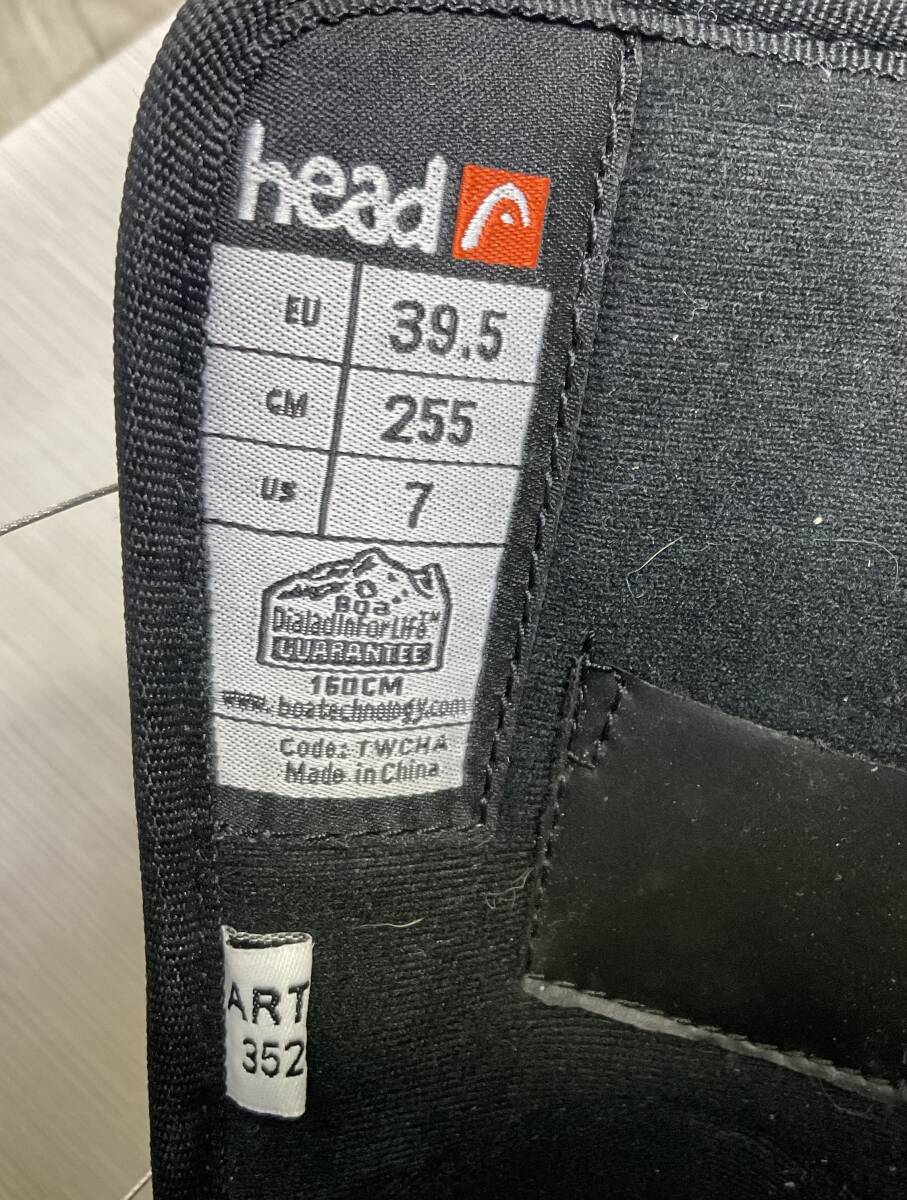 head
EU 39.5
CM 255
US 7
Boa
DialadInForLife™
GUARANTEE
160CM
www.boatechnology.com
Code: TWCHA
Made in China
ART
352